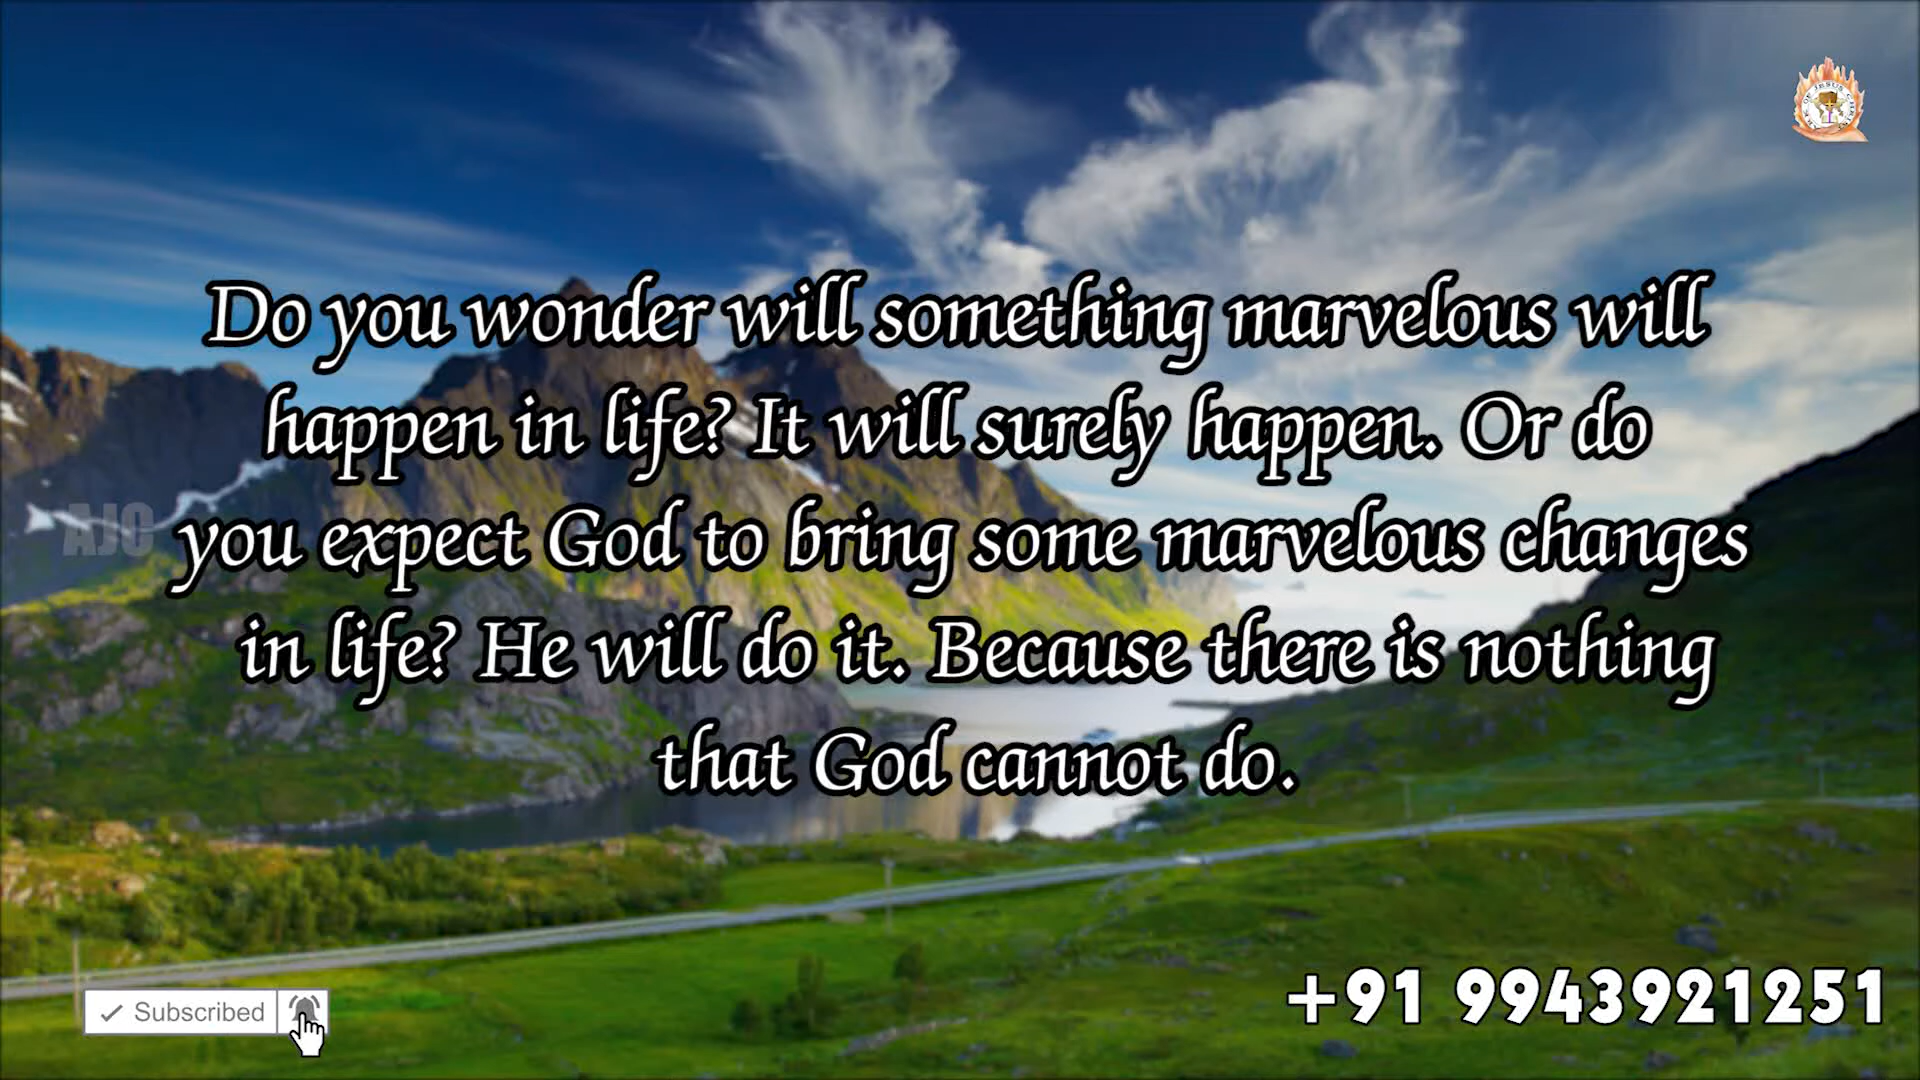 Do you wonder will something marvelous will
happen in life? It will surely happen. Or do
you expect God to bring some marvelous changes
in life? He will do it. Because there is nothing
that God cannot do.
AJC
Subscribed
+91 9943921251